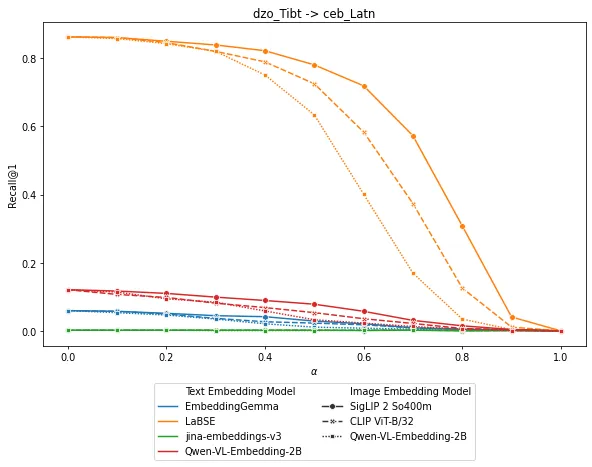 dzo_Tibt -> ceb_Latn
Recall@1
0.8
0.6
0.4
0.2
0.0
0.0 0.2 0.4 0.6 0.8 1.0
α
Text Embedding Model Image Embedding Model
EmbeddingGemma SigLIP 2 So400m
LaBSE CLIP ViT-B/32
jina-embeddings-v3 Qwen-VL-Embedding-2B
Qwen-VL-Embedding-2B